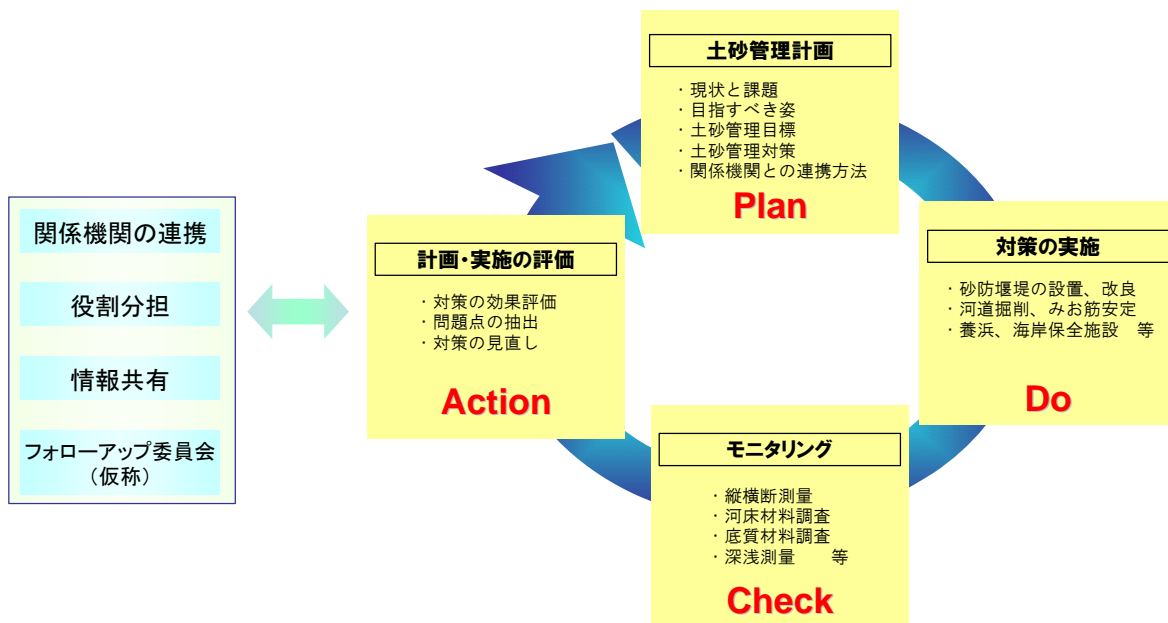 土砂管理計画
・現状と課題
・目指すべき姿
・土砂管理目標
・土砂管理対策
・関係機関との連携方法
Plan
対策の実施
・砂防堰堤の設置、改良
・河道掘削、みお筋安定
・養浜、海岸保全施設　等
Do
モニタリング
・縦横断測量
・河床材料調査
・底質材料調査
・深浅測量　　等
Check
計画・実施の評価
・対策の効果評価
・問題点の抽出
・対策の見直し
Action
関係機関の連携
役割分担
情報共有
フォローアップ委員会
（仮称）